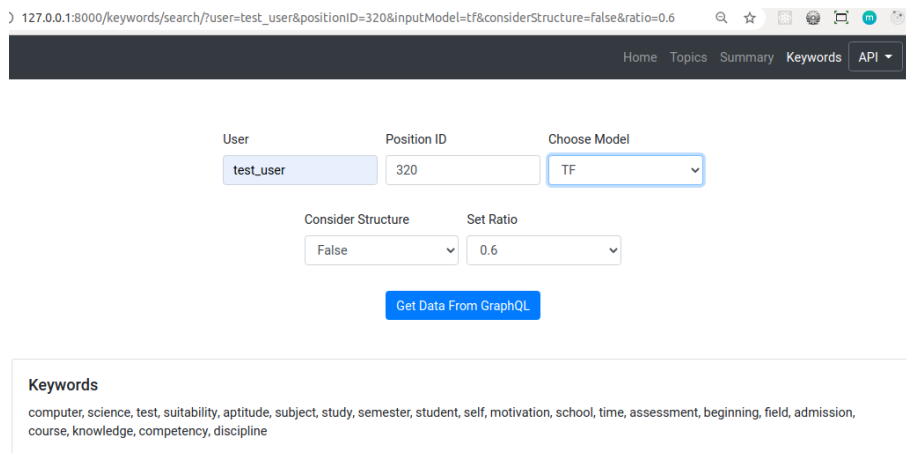 127.0.0.1:8000/keywords/search/?user=test_user&positionID=320&inputModel=tf&considerStructure=false&ratio=0.6
m
Home Topics Summary Keywords API
User Position ID Choose Model
test_user 320 TF
Consider Structure Set Ratio
False 0.6
Get Data From GraphQL
Keywords
computer, science, test, suitability, aptitude, subject, study, semester, student, self, motivation, school, time, assessment, beginning, field, admission,
course, knowledge, competency, discipline